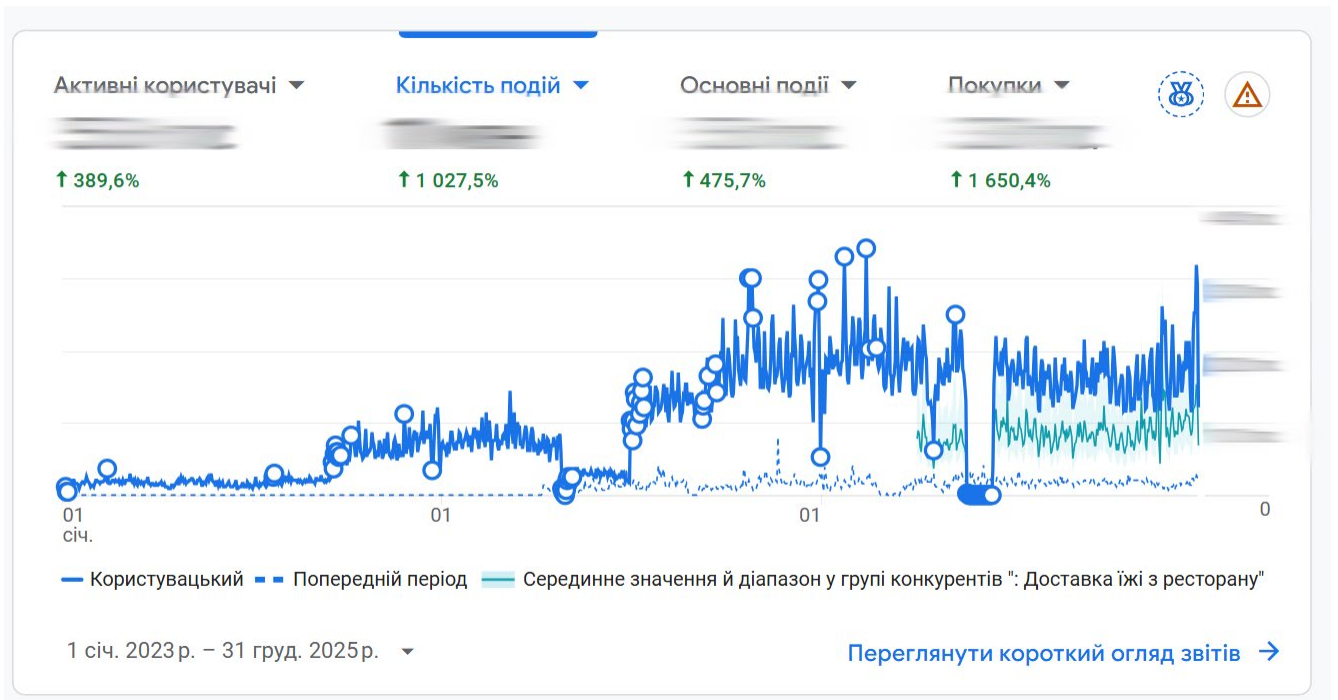 Активні користувачі Кількість подій Основні події Покупки
389,6% 1 027,5% 475,7% 1 650,4%
01 01 01 0
січ.
Користувацький Попередній період Серединне значення й діапазон у групі конкурентів ": Доставка їжі з ресторану"
1 січ. 2023 р. – 31 груд. 2025 р. Переглянути короткий огляд звітів